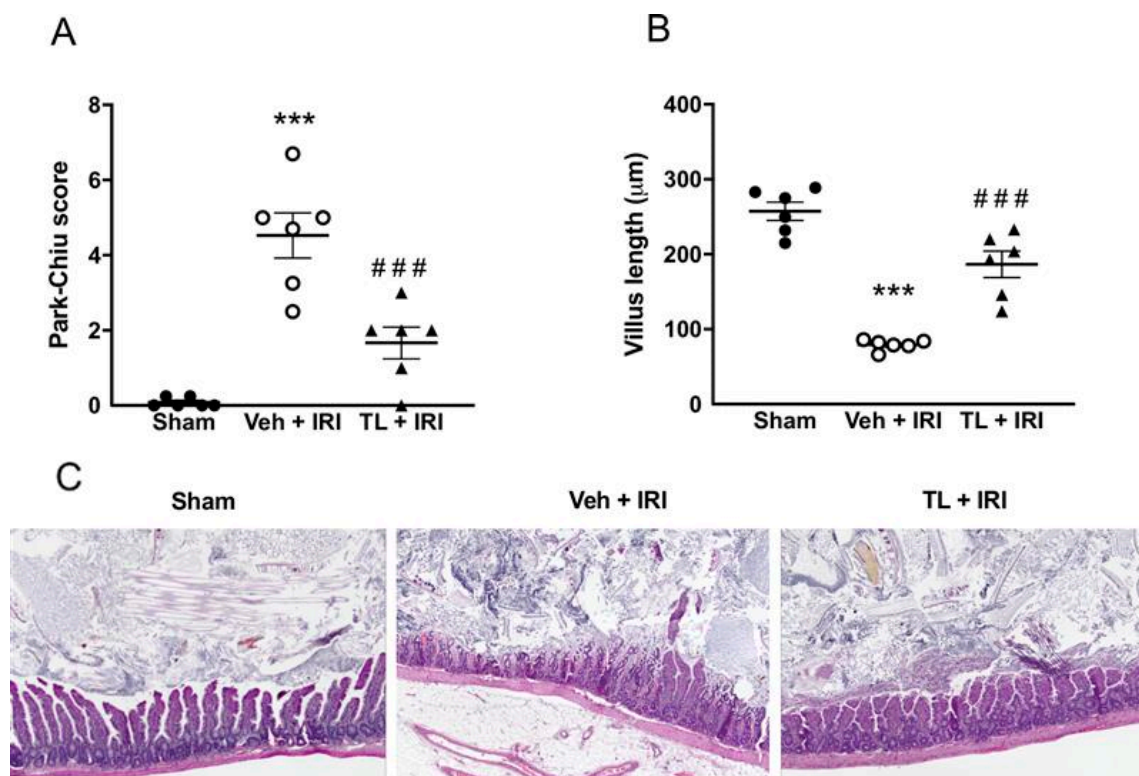 A
B
8
6
4
2
0
Park-Chiu score
***
# # #
Sham
Veh + IRI
TL + IRI
400
300
200
100
0
Villus length (µm)
***
# # #
Sham
Veh + IRI
TL + IRI
C
Sham
Veh + IRI
TL + IRI